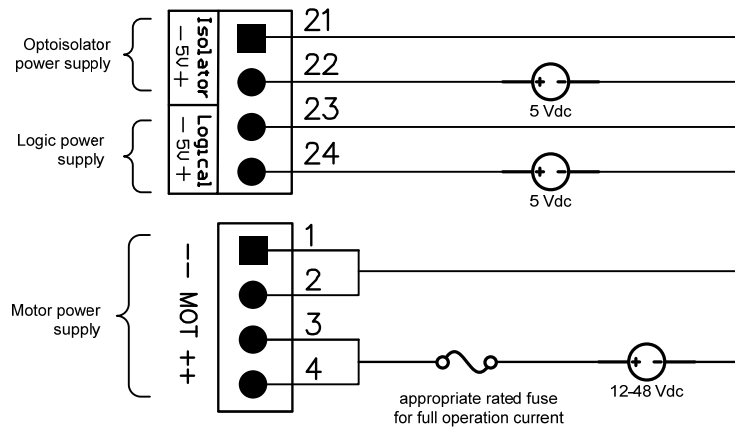 Optoisolator
power supply
Isolator
- 5v +
21
22
+ -
5 Vdc
Logic power
supply
Logical
- 5v +
23
24
+ -
5 Vdc
Motor power
supply
-- MOT ++
1
2
3
4
+ -
12-48 Vdc
appropriate rated fuse
for full operation current